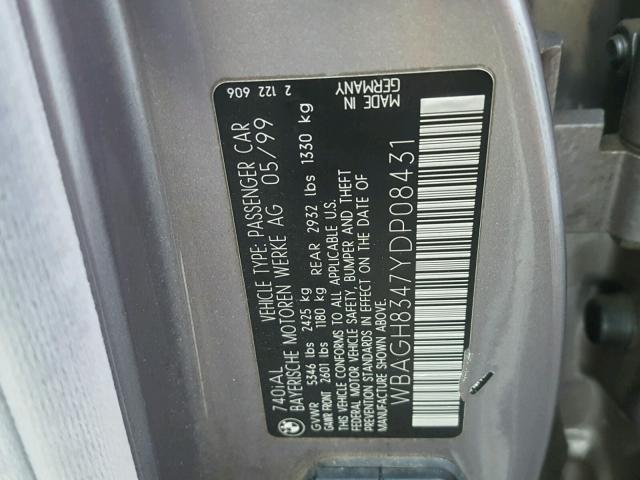 740iAL VEHICLE TYPE: PASSENGER CAR
BAYERISCHE MOTOREN WERKE AG 05/99
GVWR 5346 lbs 2425 kg
GAWR FRONT 2601 lbs 1180 kg REAR 2932 lbs 1330 kg
THIS VEHICLE CONFORMS TO ALL APPLICABLE U.S.
FEDERAL MOTOR VEHICLE SAFETY, BUMPER AND THEFT
PREVENTION STANDARDS IN EFFECT ON THE DATE OF
MANUFACTURE SHOWN ABOVE.
WBAGH8347YDP08431
2 122 606
MADE IN
GERMANY